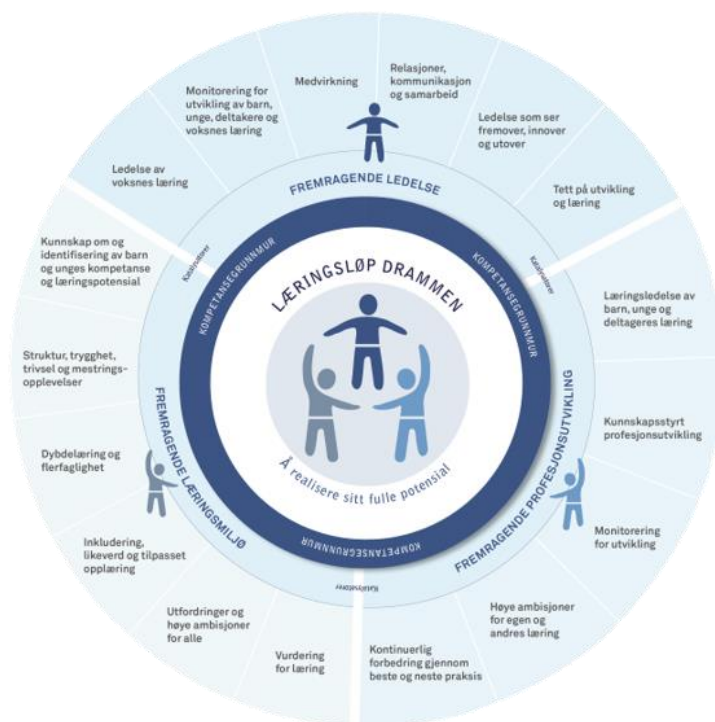 Medvirkning
Relasjoner,
kommunikasjon
og samarbeid
Ledelse som ser
fremover, innover
og utover
Tett på utvikling
og læring
Monitorering for
utvikling av barn,
unge, deltakere og
voksnes læring
Ledelse av
voksnes læring
FREMRAGENDE LEDELSE
Katalysatorer
Katalysatorer
KOMPETANSEGRUNNMUR
KOMPETANSEGRUNNMUR
LÆRINGSLØP DRAMMEN
Å realisere sitt fulle potensial
KOMPETANSEGRUNNMUR
Katalysatorer
Katalysatorer
FREMRAGENDE PROFESJONSUTVIKLING
Læringsledelse av
barn, unge og
deltageres læring
Kunnskapsstyrt
profesjonsutvikling
Monitorering
for utvikling
Høye ambisjoner
for egen og
andres læring
Kontinuerlig
forbedring gjennom
beste og neste praksis
FREMRAGENDE LÆRINGSMILJØ
Kunnskap om og
identifisering av barn
og unges kompetanse
og læringspotensial
Struktur, trygghet,
trivsel og mestrings-
opplevelser
Dybdelæring og
flerfaglighet
Inkludering,
likeverd og tilpasset
opplæring
Utfordringer og
høye ambisjoner
for alle
Vurdering
for læring